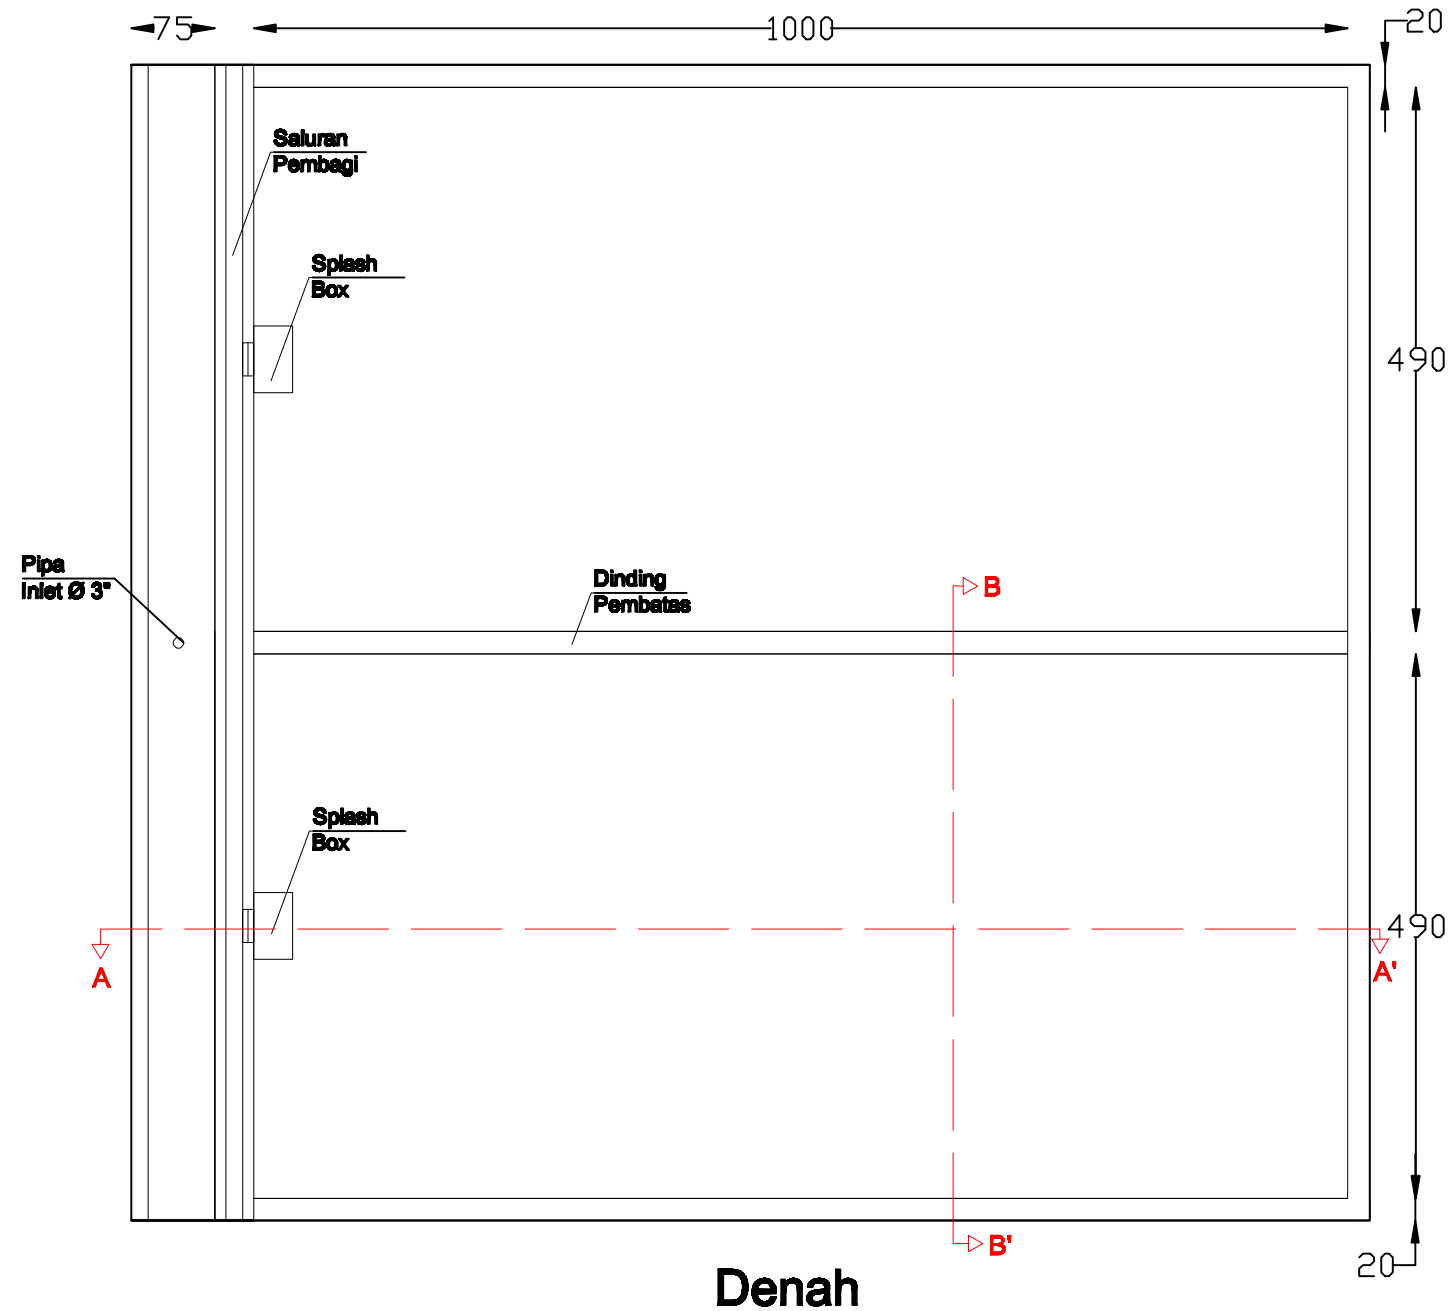 75
1000
20
Saluran
Pembagi
Splash
Box
490
Pipa
Inlet Ø 3"
Dinding
Pembatas
B
Splash
Box
490
A
A'
B'
20
Denah